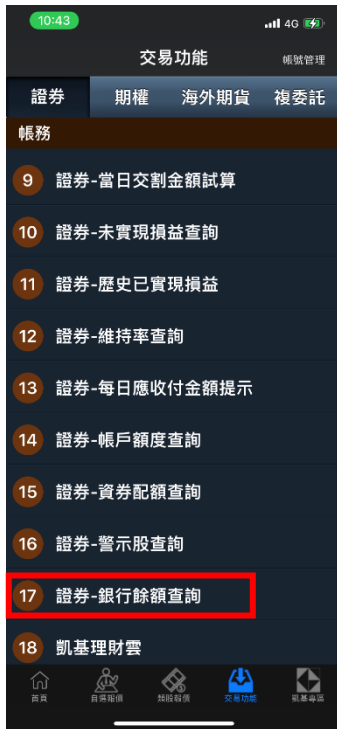 10:43
4G
交易功能
帳號管理
證券 期權 海外期貨 複委託
帳務
9 證券-當日交割金額試算
10 證券-未實現損益查詢
11 證券-歷史已實現損益
12 證券-維持率查詢
13 證券-每日應收付金額提示
14 證券-帳戶額度查詢
15 證券-資券配額查詢
16 證券-警示股查詢
17 證券-銀行餘額查詢
18 凱基理財雲
首頁 自選報價 類股報價 交易功能 凱基專區